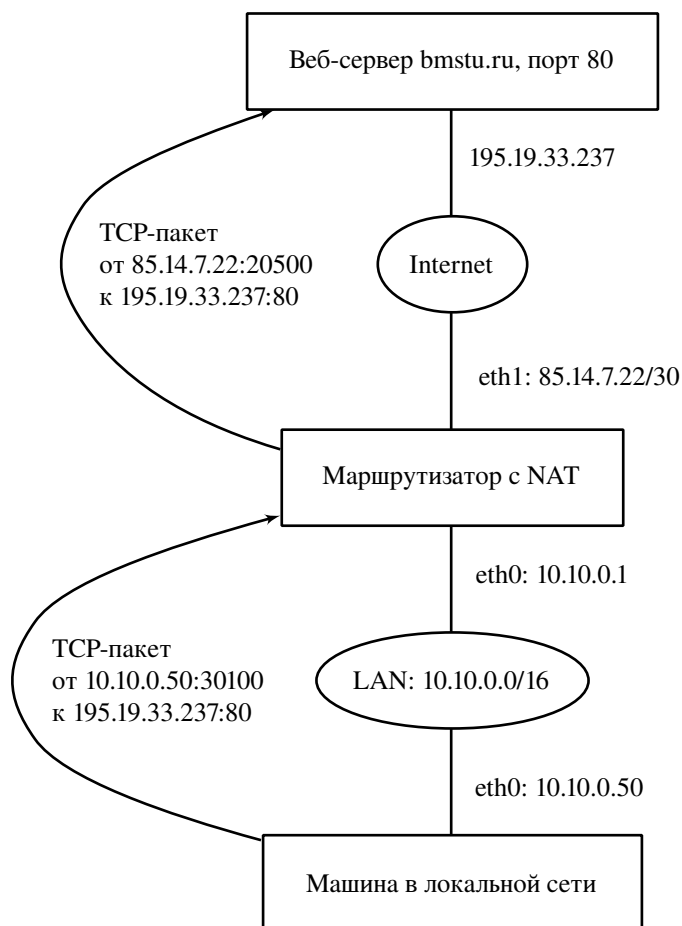 Веб-сервер bmstu.ru, порт 80
195.19.33.237
TCP-пакет
от 85.14.7.22:20500
к 195.19.33.237:80
Internet
eth1: 85.14.7.22/30
Маршрутизатор с NAT
eth0: 10.10.0.1
TCP-пакет
от 10.10.0.50:30100
к 195.19.33.237:80
LAN: 10.10.0.0/16
eth0: 10.10.0.50
Машина в локальной сети